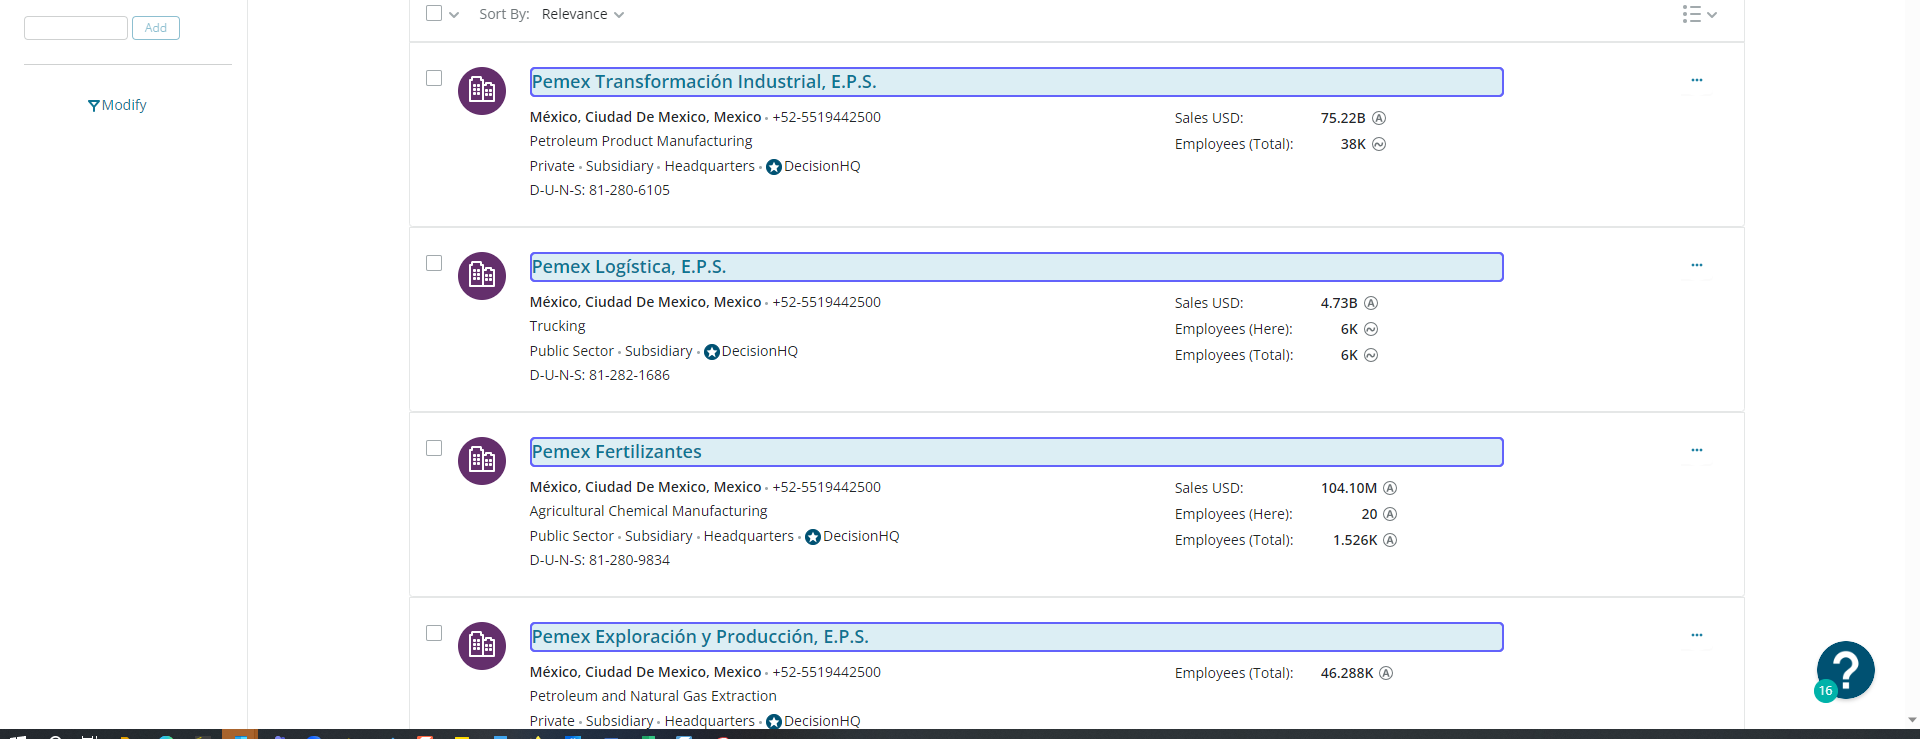 Add
Modify
Sort By: Relevance
Pemex Transformación Industrial, E.P.S.
México, Ciudad De Mexico, Mexico • +52-5519442500
Petroleum Product Manufacturing
Private • Subsidiary • Headquarters • DecisionHQ
D-U-N-S: 81-280-6105
Sales USD: 75.22B A
Employees (Total): 38K
Pemex Logística, E.P.S.
México, Ciudad De Mexico, Mexico • +52-5519442500
Trucking
Public Sector • Subsidiary • DecisionHQ
D-U-N-S: 81-282-1686
Sales USD: 4.73B A
Employees (Here): 6K
Employees (Total): 6K
Pemex Fertilizantes
México, Ciudad De Mexico, Mexico • +52-5519442500
Agricultural Chemical Manufacturing
Public Sector • Subsidiary • Headquarters • DecisionHQ
D-U-N-S: 81-280-9834
Sales USD: 104.10M A
Employees (Here): 20 A
Employees (Total): 1.526K A
Pemex Exploración y Producción, E.P.S.
México, Ciudad De Mexico, Mexico • +52-5519442500
Petroleum and Natural Gas Extraction
Private • Subsidiary • Headquarters • DecisionHQ
Employees (Total): 46.288K A
?
16